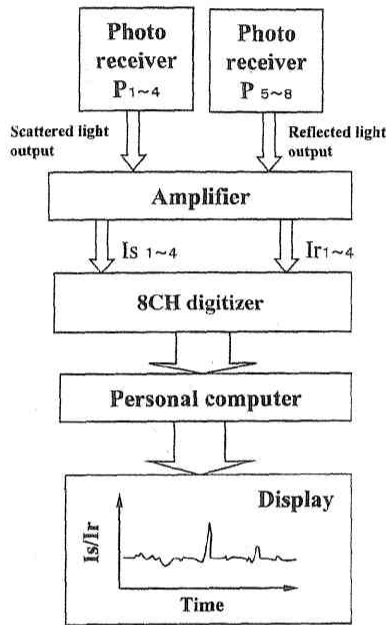 Photo
receiver
P1~4
Photo
receiver
P 5~8
Scattered light
output
Reflected light
output
Amplifier
Is 1~4
Ir1~4
8CH digitizer
Personal computer
Display
Is/Ir
Time